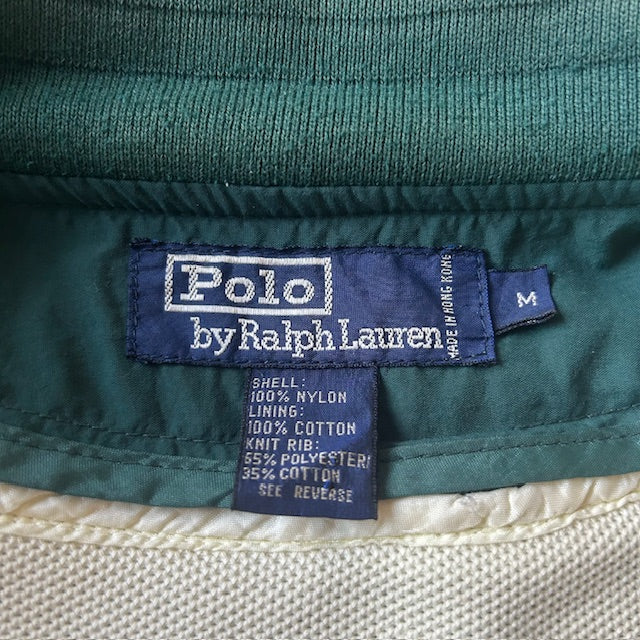 Polo
by Ralph Lauren
MADE IN HONG KONG
M
SHELL:
100% NYLON
LINING:
100% COTTON
KNIT RIB:
65% POLYESTER/
35% COTTON
SEE REVERSE